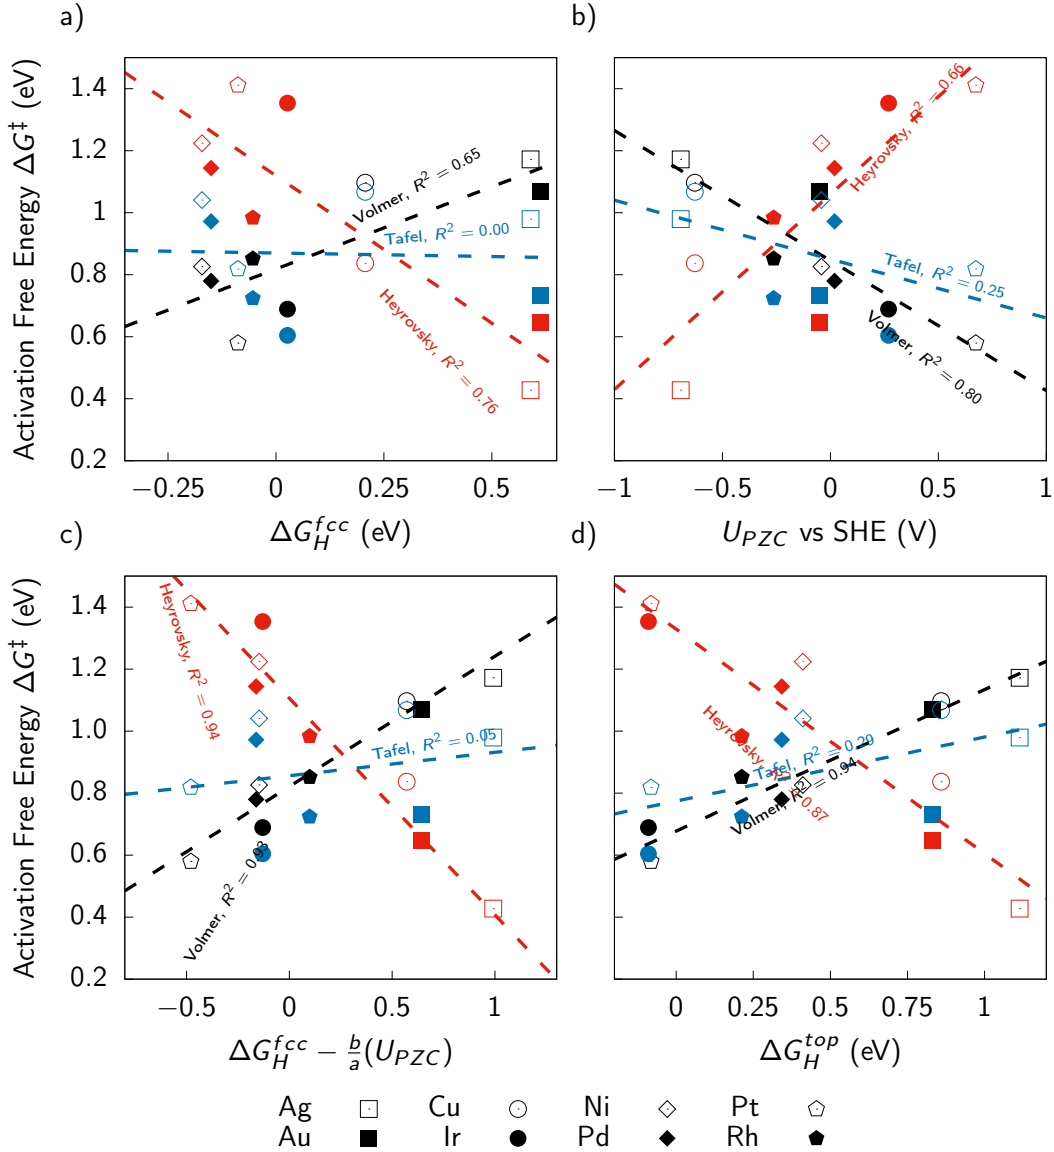 a)
b)
Activation Free Energy ΔG‡ (eV)
1.4
1.2
1
0.8
0.6
0.4
0.2
Volmer, R² = 0.65
Tafel, R² = 0.00
Heyrovsky, R² = 0.76
−0.25
0
0.25
0.5
ΔG_H^{fcc} (eV)
Heyrovsky, R² = 0.66
Tafel, R² = 0.25
Volmer, R² = 0.80
−1
−0.5
0
0.5
1
U_{PZC} vs SHE (V)
c)
d)
Activation Free Energy ΔG‡ (eV)
1.4
1.2
1.0
0.8
0.6
0.4
0.2
Heyrovsky, R² = 0.94
Tafel, R² = 0.05
Volmer, R² = 0.93
−0.5
0
0.5
1
ΔG_H^{fcc} − \frac{b}{a}(U_{PZC})
Heyrovsky, R² = 0.87
Tafel, R² = 0.29
Volmer, R² = 0.94
0
0.25
0.5
0.75
1
ΔG_H^{top} (eV)
Ag Cu Ni Pt
Au Ir Pd Rh